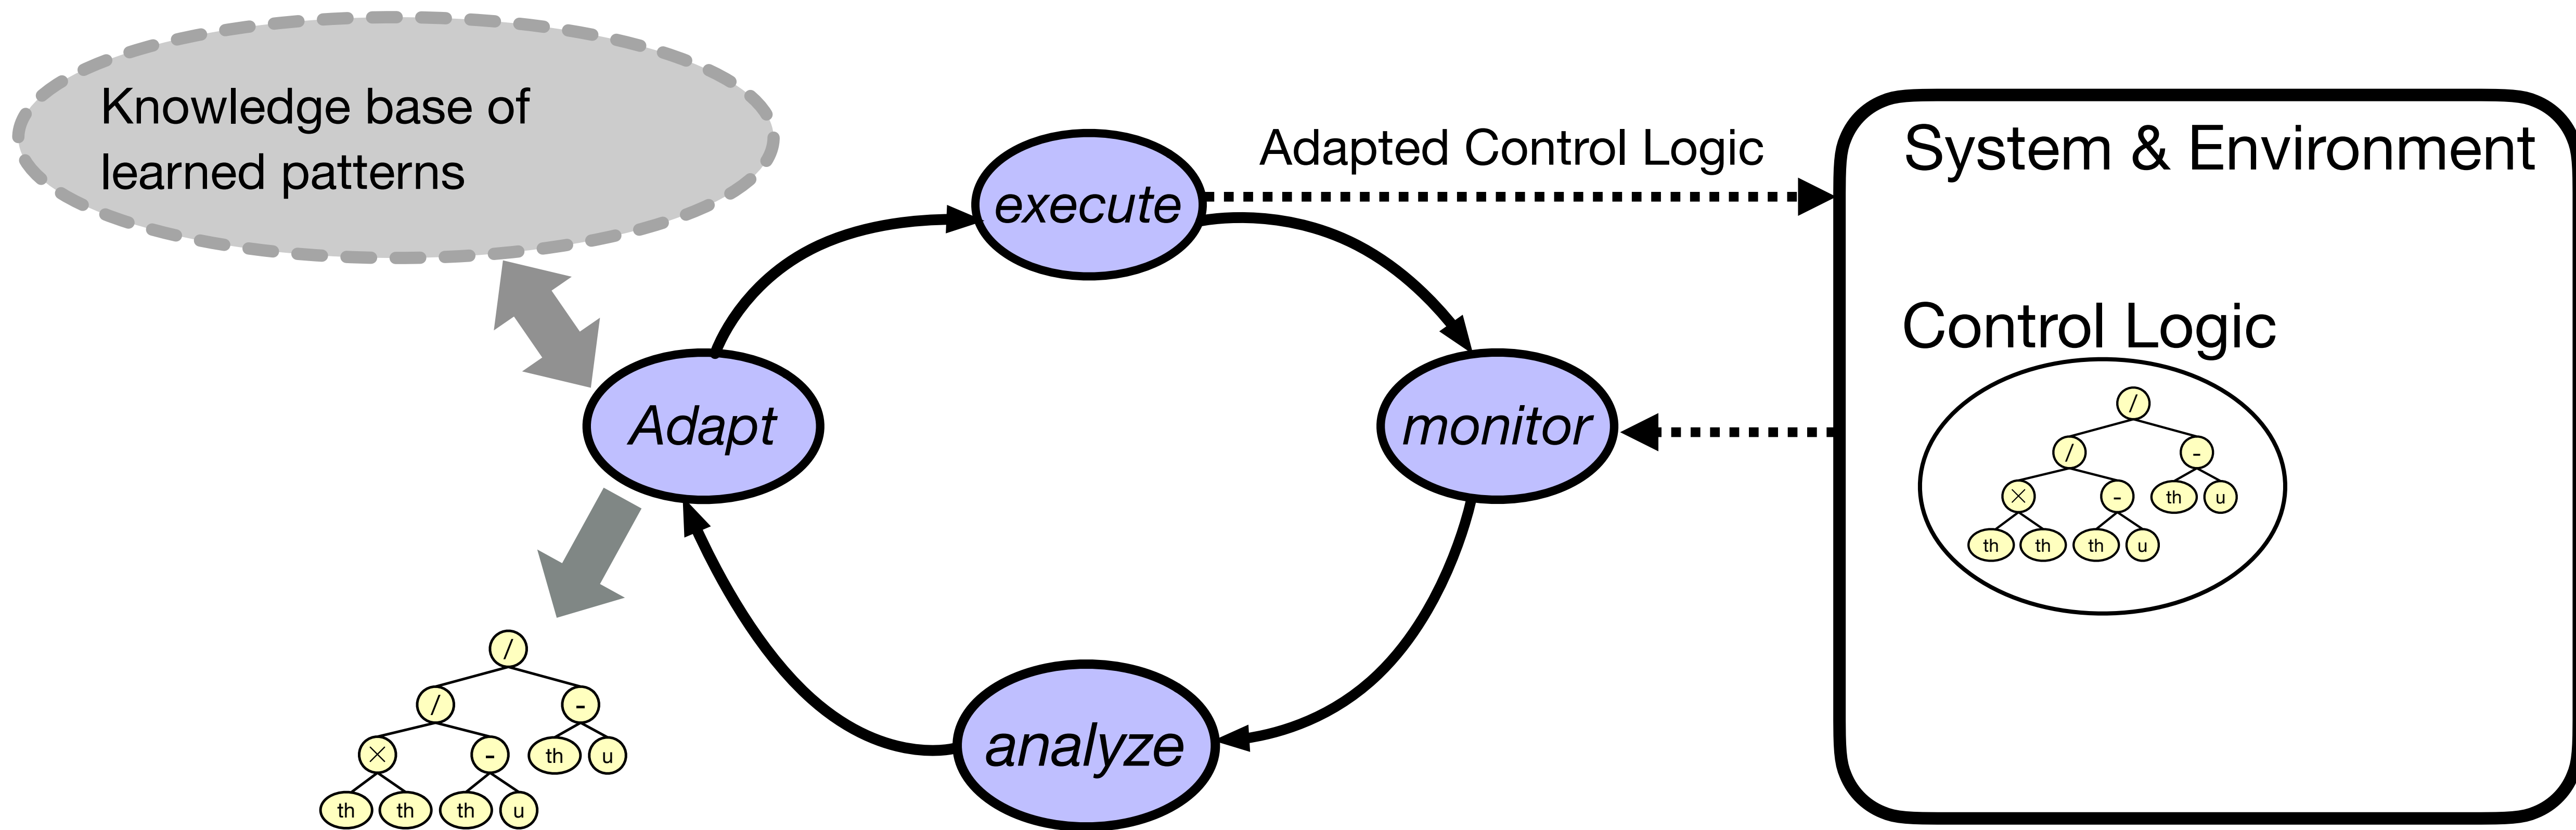 Knowledge base of
learned patterns
execute
Adapted Control Logic
System & Environment
Control Logic
Adapt
monitor
analyze
/
/ -
× - th u
th th th u
/
/ -
× - th u
th th th u